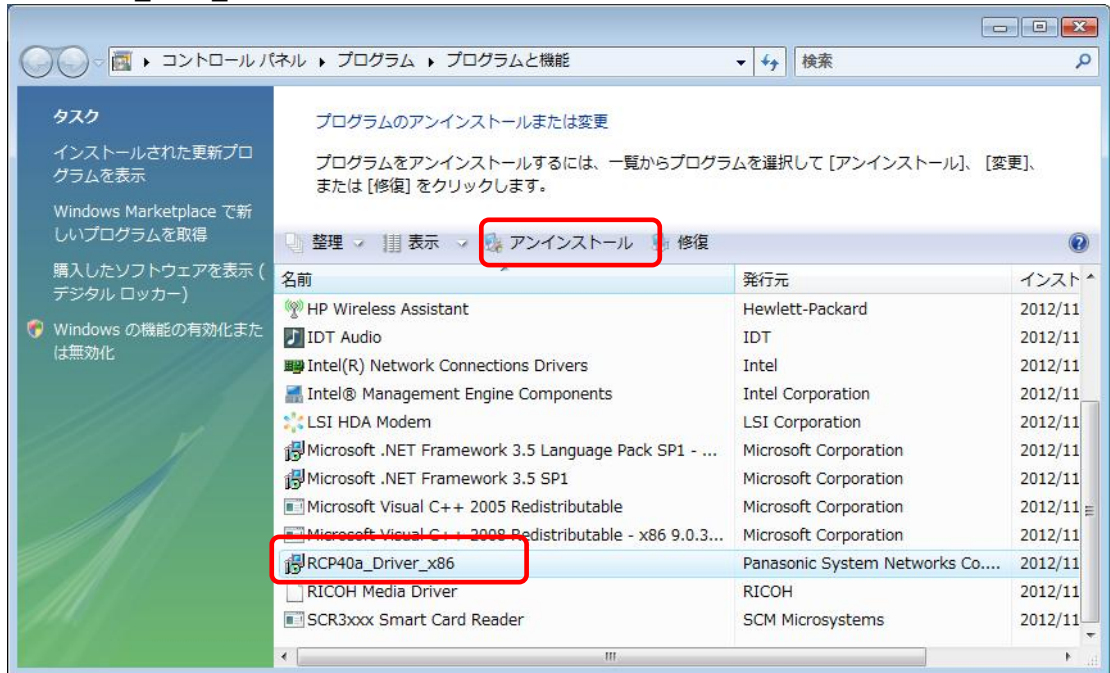 コントロール パネル ▸ プログラム ▸ プログラムと機能
検索
タスク
インストールされた更新プロ
グラムを表示
Windows Marketplace で新
しいプログラムを取得
購入したソフトウェアを表示 (
デジタル ロッカー)
Windows の機能の有効化また
は無効化
プログラムのアンインストールまたは変更
プログラムをアンインストールするには、一覧からプログラムを選択して [アンインストール]、 [変更]、
または [修復] をクリックします。
整理 表示 アンインストール 修復
名前 発行元 インスト
HP Wireless Assistant Hewlett-Packard 2012/11
IDT Audio IDT 2012/11
Intel(R) Network Connections Drivers Intel 2012/11
Intel® Management Engine Components Intel Corporation 2012/11
LSI HDA Modem LSI Corporation 2012/11
Microsoft .NET Framework 3.5 Language Pack SP1 - ... Microsoft Corporation 2012/11
Microsoft .NET Framework 3.5 SP1 Microsoft Corporation 2012/11
Microsoft Visual C++ 2005 Redistributable Microsoft Corporation 2012/11
Microsoft Visual C++ 2008 Redistributable - x86 9.0.3... Microsoft Corporation 2012/11
RCP40a_Driver_x86 Panasonic System Networks Co.... 2012/11
RICOH Media Driver RICOH 2012/11
SCR3xxx Smart Card Reader SCM Microsystems 2012/11